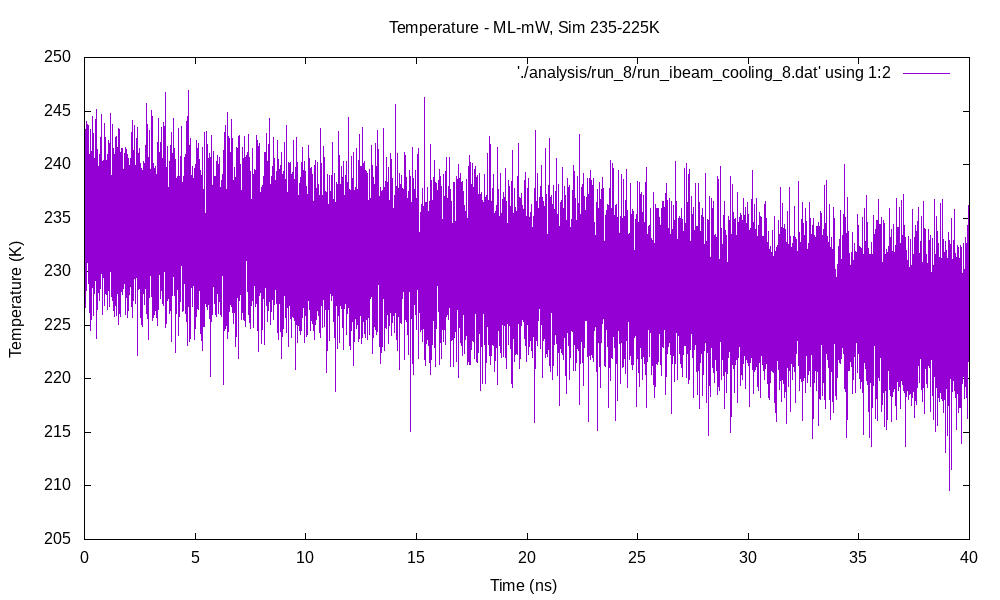 Temperature - ML-mW, Sim 235-225K
'./analysis/run_8/run_ibeam_cooling_8.dat' using 1:2
Temperature (K)
250
245
240
235
230
225
220
215
210
205
0 5 10 15 20 25 30 35 40
Time (ns)